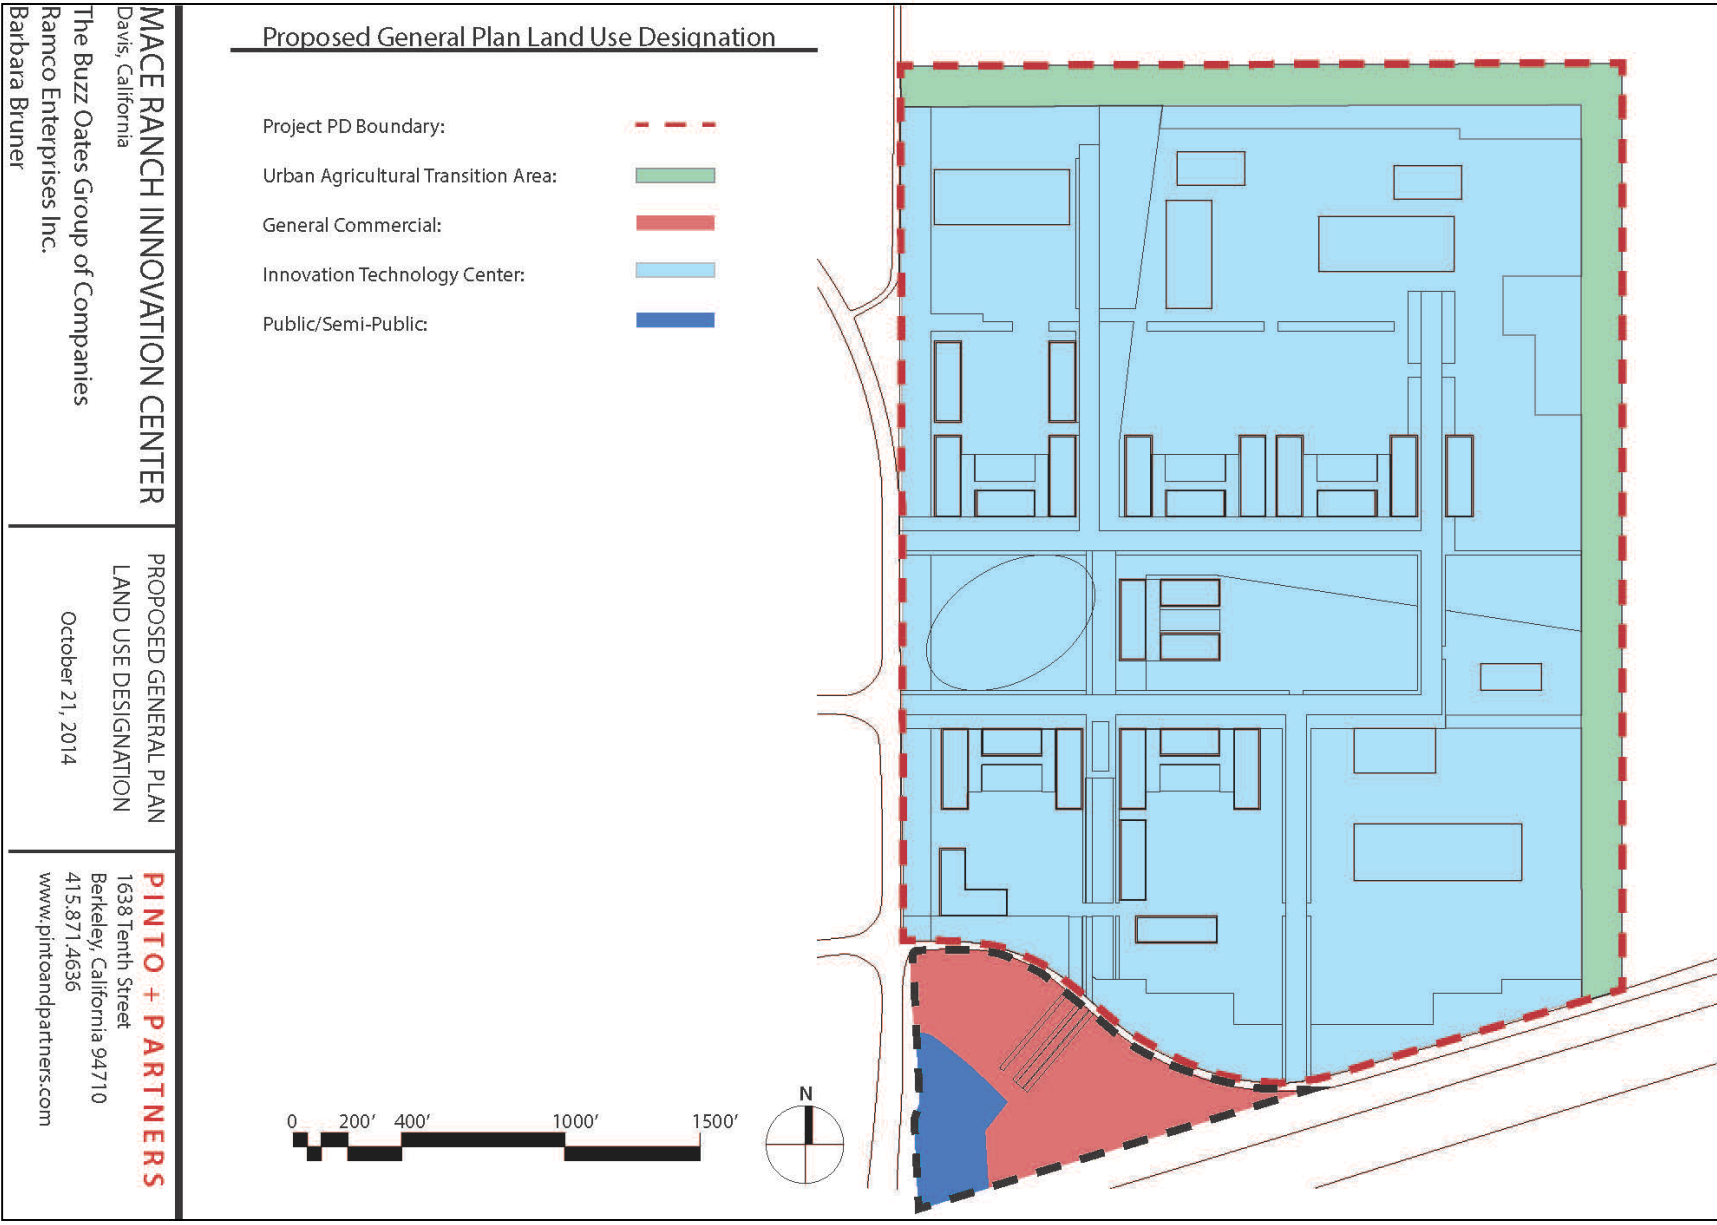 MACE RANCH INNOVATION CENTER
Davis, California
The Buzz Oates Group of Companies
Ramco Enterprises Inc.
Barbara Bruner
PROPOSED GENERAL PLAN
LAND USE DESIGNATION
October 21, 2014
PINTO + PARTNERS
1638 Tenth Street
Berkeley, California 94710
415.871.4636
www.pintoandpartners.com
Proposed General Plan Land Use Designation
Project PD Boundary:
Urban Agricultural Transition Area:
General Commercial:
Innovation Technology Center:
Public/Semi-Public:
0 200' 400' 1000' 1500'
N